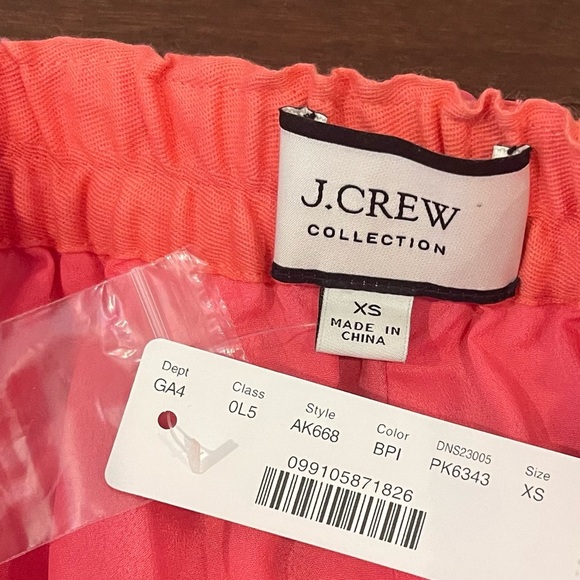 J.CREW
COLLECTION
XS
MADE IN
CHINA
Dept Class Style Color DNS23005 Size
GA4 0L5 AK668 BPI PK6343 XS
099105871826